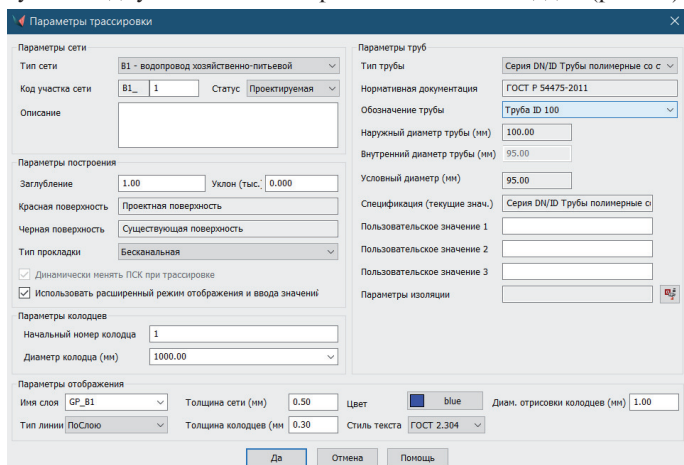 Параметры трассировки
Параметры сети
Тип сети
В1 - водопровод хозяйственно-питьевой
Код участка сети
В1_
1
Статус
Проектируемая
Описание
Параметры построения
Заглубление
1.00
Уклон (тыс.
0.000
Красная поверхность
Проектная поверхность
Черная поверхность
Существующая поверхность
Тип прокладки
Бесканальная
Динамически менять ПСК при трассировке
Использовать расширенный режим отображения и ввода значени
Параметры колодцев
Начальный номер колодца
1
Диаметр колодца (мм)
1000.00
Параметры труб
Тип трубы
Серия DN/ID Трубы полимерные со с
Нормативная документация
ГОСТ Р 54475-2011
Обозначение трубы
Труба ID 100
Наружный диаметр трубы (мм)
100.00
Внутренний диаметр трубы (мм)
95.00
Условный диаметр (мм)
95.00
Спецификация (текущие знач.)
Серия DN/ID Трубы полимерные с
Пользовательское значение 1
Пользовательское значение 2
Пользовательское значение 3
Параметры изоляции
Параметры отображения
Имя слоя
GP_B1
Толщина сети (мм)
0.50
Цвет
blue
Диам. отрисовки колодцев (мм)
1.00
Тип линии
ПоСлою
Толщина колодцев (мм
0.30
Стиль текста
ГОСТ 2.304
Да
Отмена
Помощь